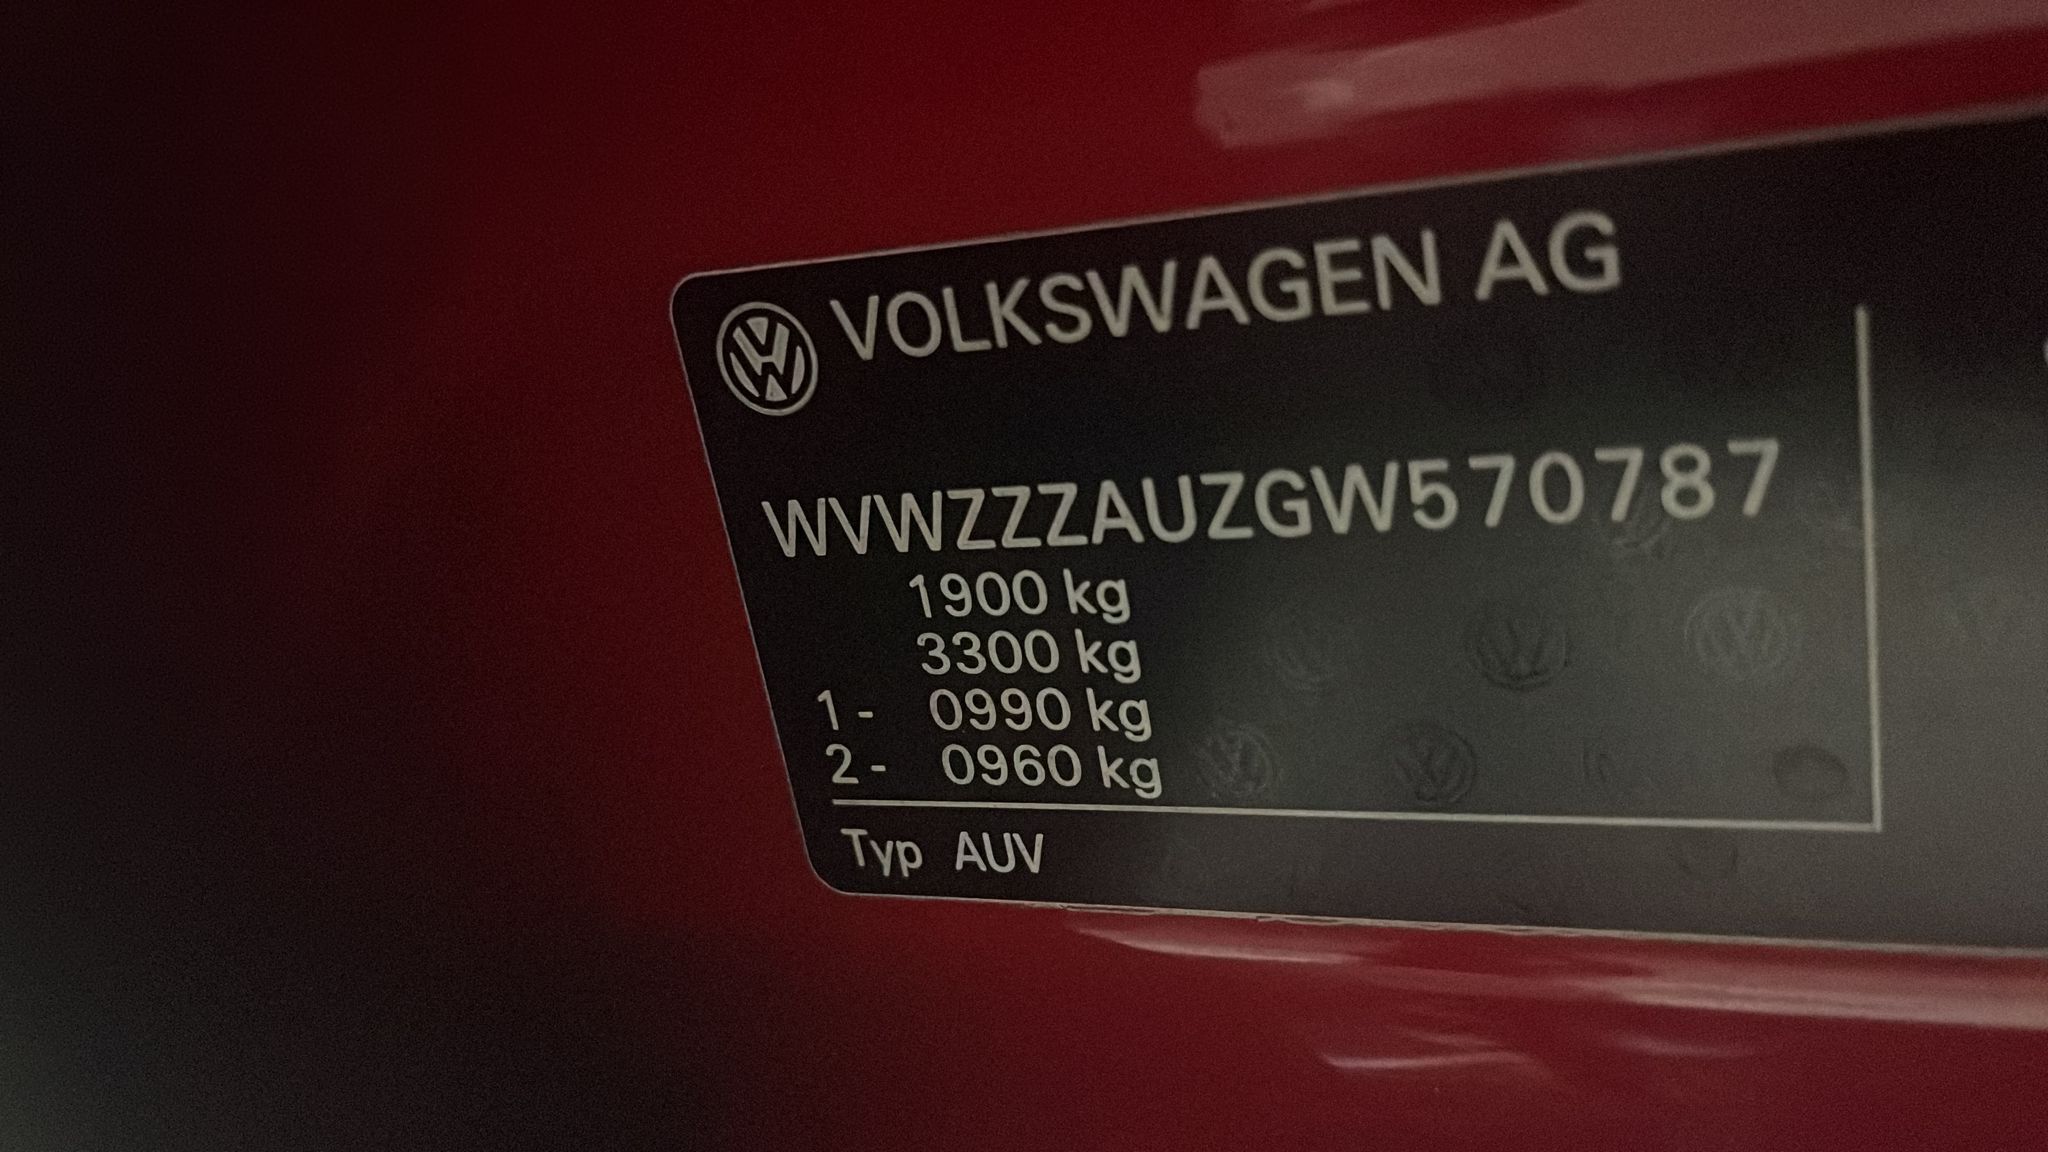 VOLKSWAGEN AG
WVWZZZAUZGW570787
1900 kg
3300 kg
1- 0990 kg
2- 0960 kg
Typ AUV